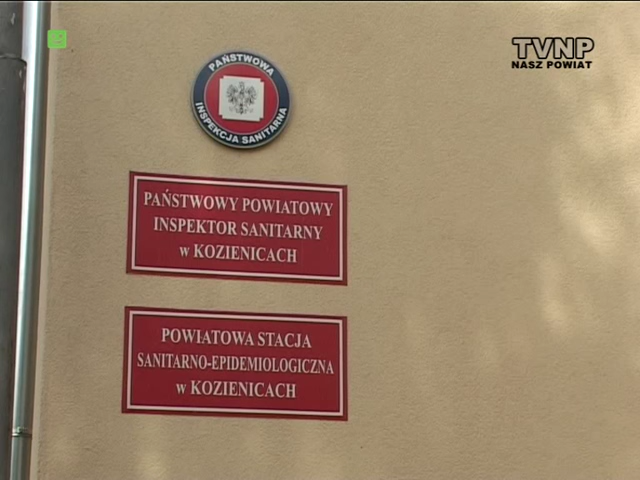 TVNP
NASZ POWIAT
PAŃSTWOWA
INSPEKCJA SANITARNA
PAŃSTWOWY POWIATOWY
INSPEKTOR SANITARNY
w KOZIENICACH
POWIATOWA STACJA
SANITARNO-EPIDEMIOLOGICZNA
w KOZIENICACH